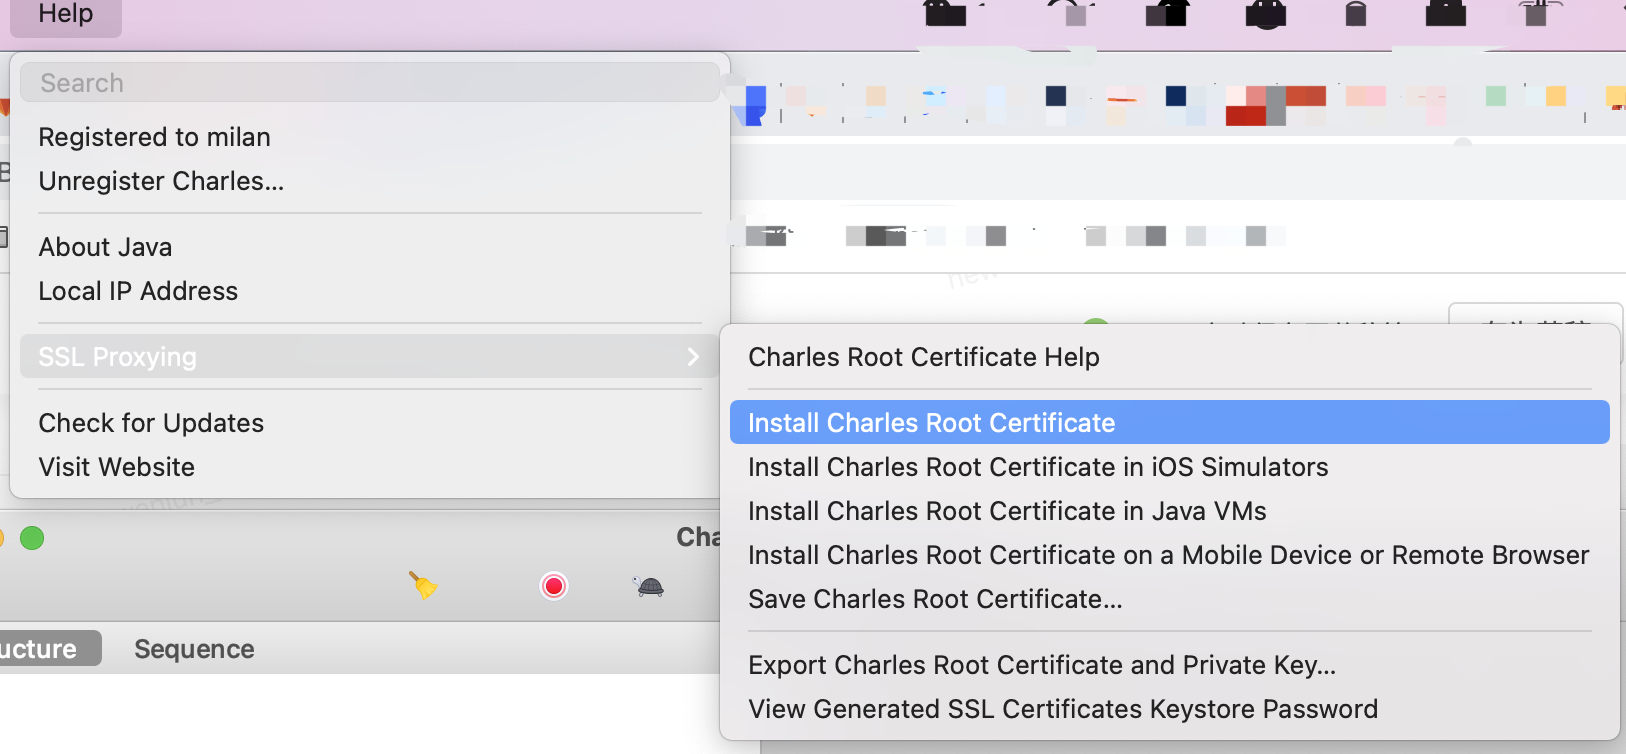 Help
Search
Registered to milan
Unregister Charles...
About Java
Local IP Address
SSL Proxying
Check for Updates
Visit Website
new
Charles Root Certificate Help
Install Charles Root Certificate
Install Charles Root Certificate in iOS Simulators
Install Charles Root Certificate in Java VMs
Install Charles Root Certificate on a Mobile Device or Remote Browser
Save Charles Root Certificate...
Export Charles Root Certificate and Private Key...
View Generated SSL Certificates Keystore Password
Cha
ucture
Sequence